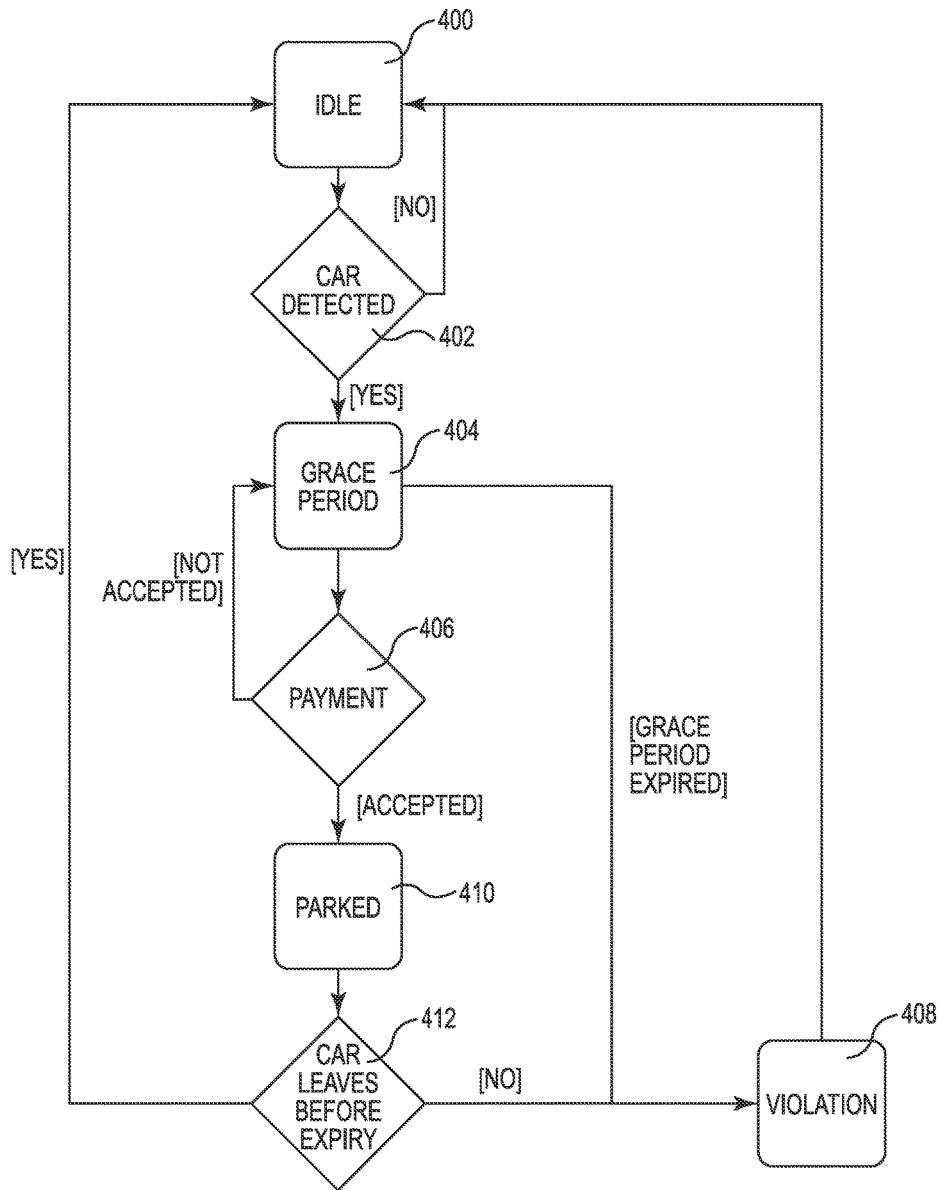 400
IDLE
[NO]
CAR
DETECTED
402
[YES]
404
GRACE
PERIOD
[YES]
[NOT
ACCEPTED]
406
PAYMENT
[GRACE
PERIOD
EXPIRED]
[ACCEPTED]
PARKED
410
412
CAR
LEAVES
BEFORE
EXPIRY
[NO]
408
VIOLATION